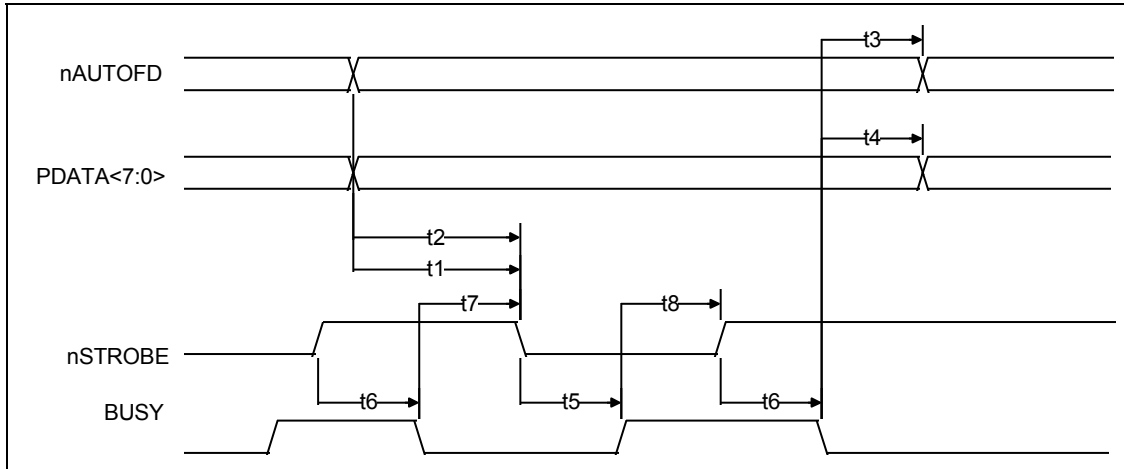 t3
nAUTOFD
t4
PDATA<7:0>
t2
t1
t7
t8
nSTROBE
t6
t5
t6
BUSY